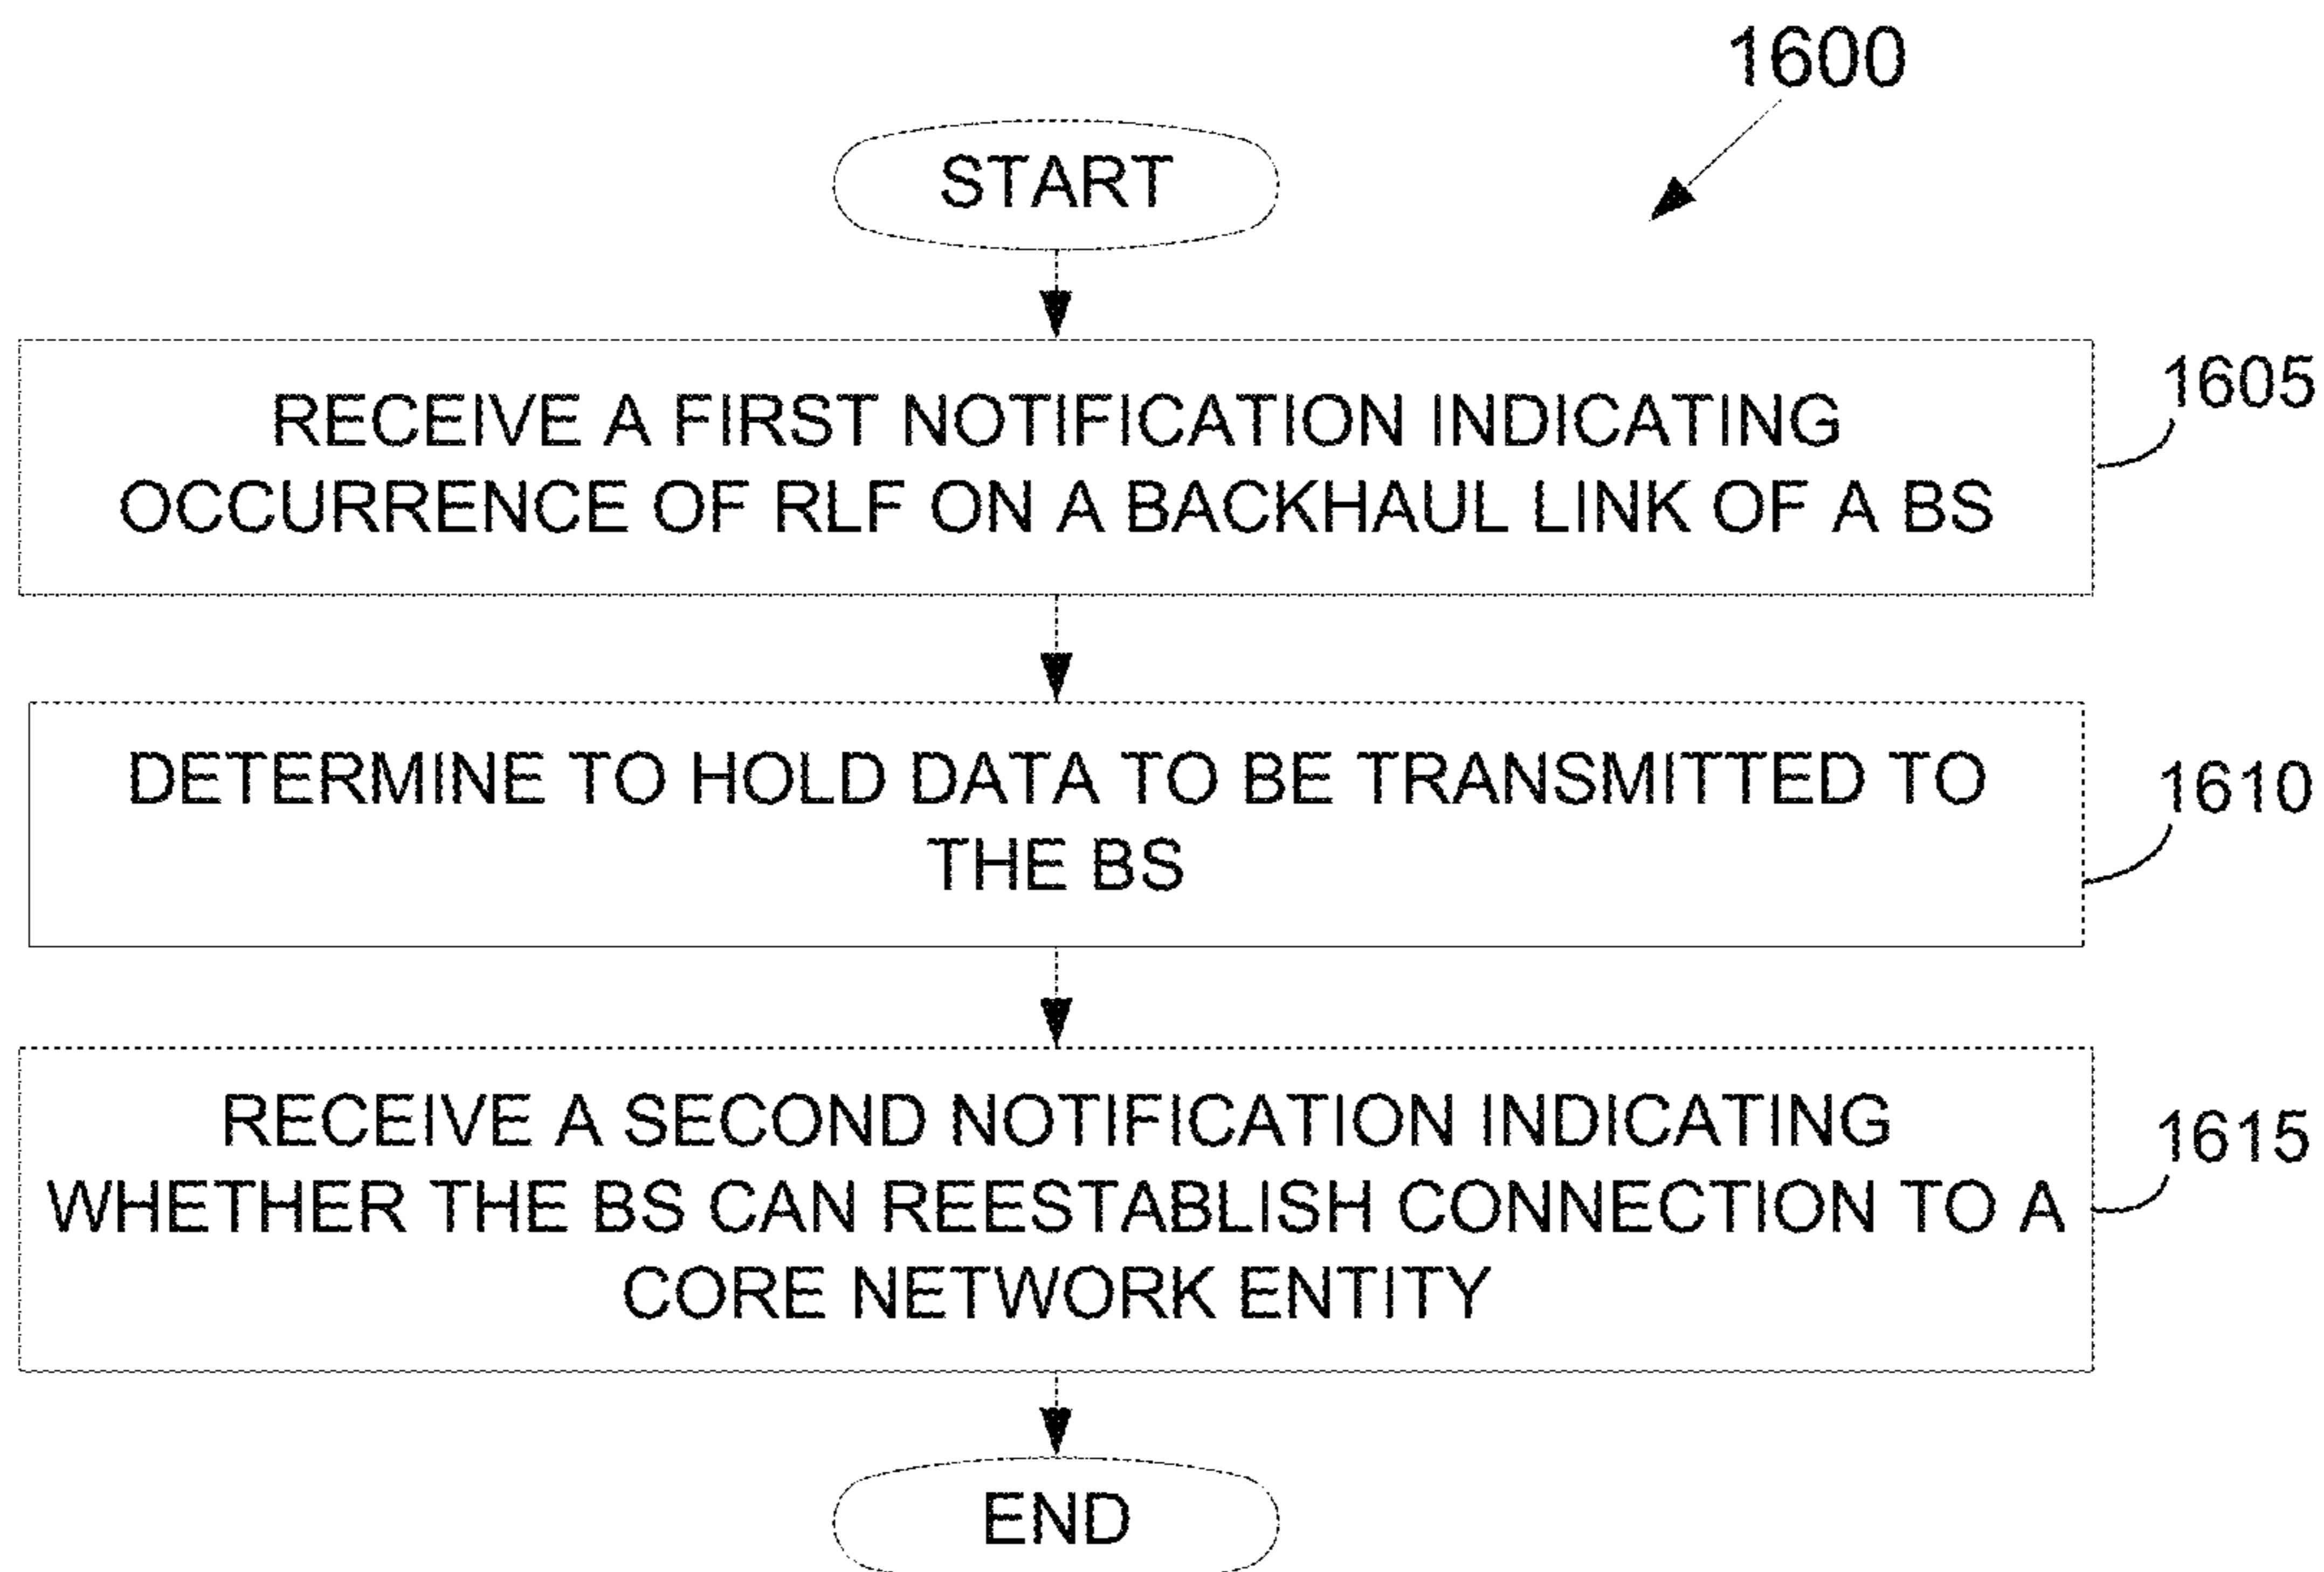 1600
START
RECEIVE A FIRST NOTIFICATION INDICATING
OCCURRENCE OF RLF ON A BACKHAUL LINK OF A BS
1605
DETERMINE TO HOLD DATA TO BE TRANSMITTED TO
THE BS
1610
RECEIVE A SECOND NOTIFICATION INDICATING
WHETHER THE BS CAN REESTABLISH CONNECTION TO A
CORE NETWORK ENTITY
1615
END